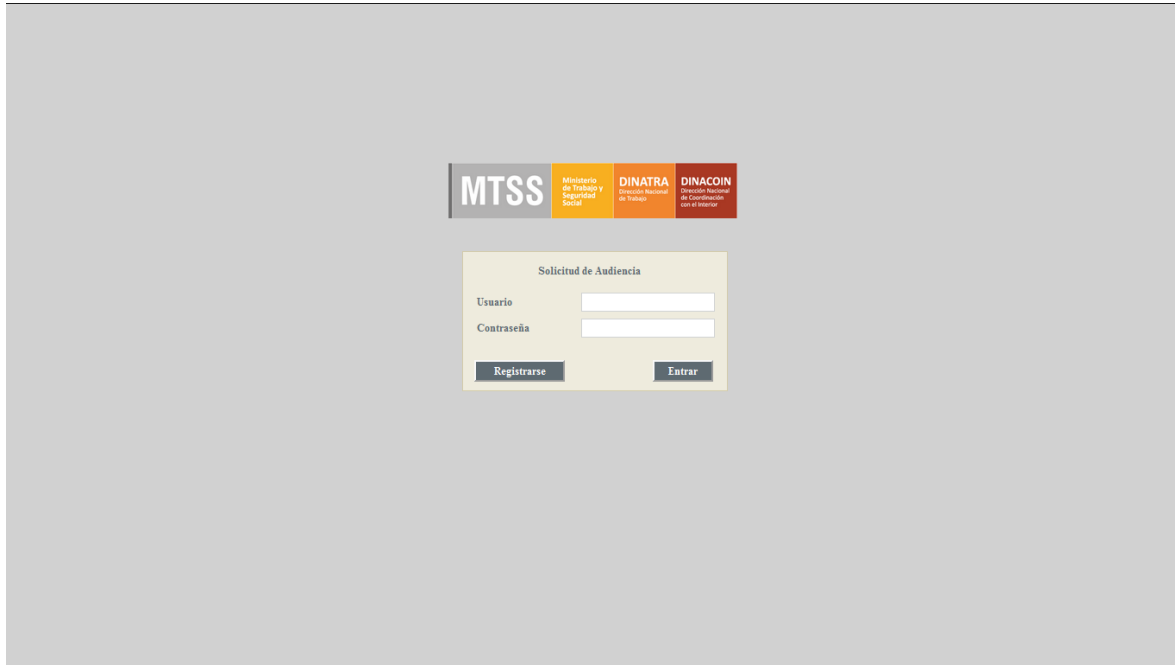 MTSS
Ministerio
de Trabajo y
Seguridad
Social
DINATRA
Dirección Nacional
de Trabajo
DINACOIN
Dirección Nacional
de Coordinación
con el Interior
Solicitud de Audiencia
Usuario
Contraseña
Registrarse
Entrar